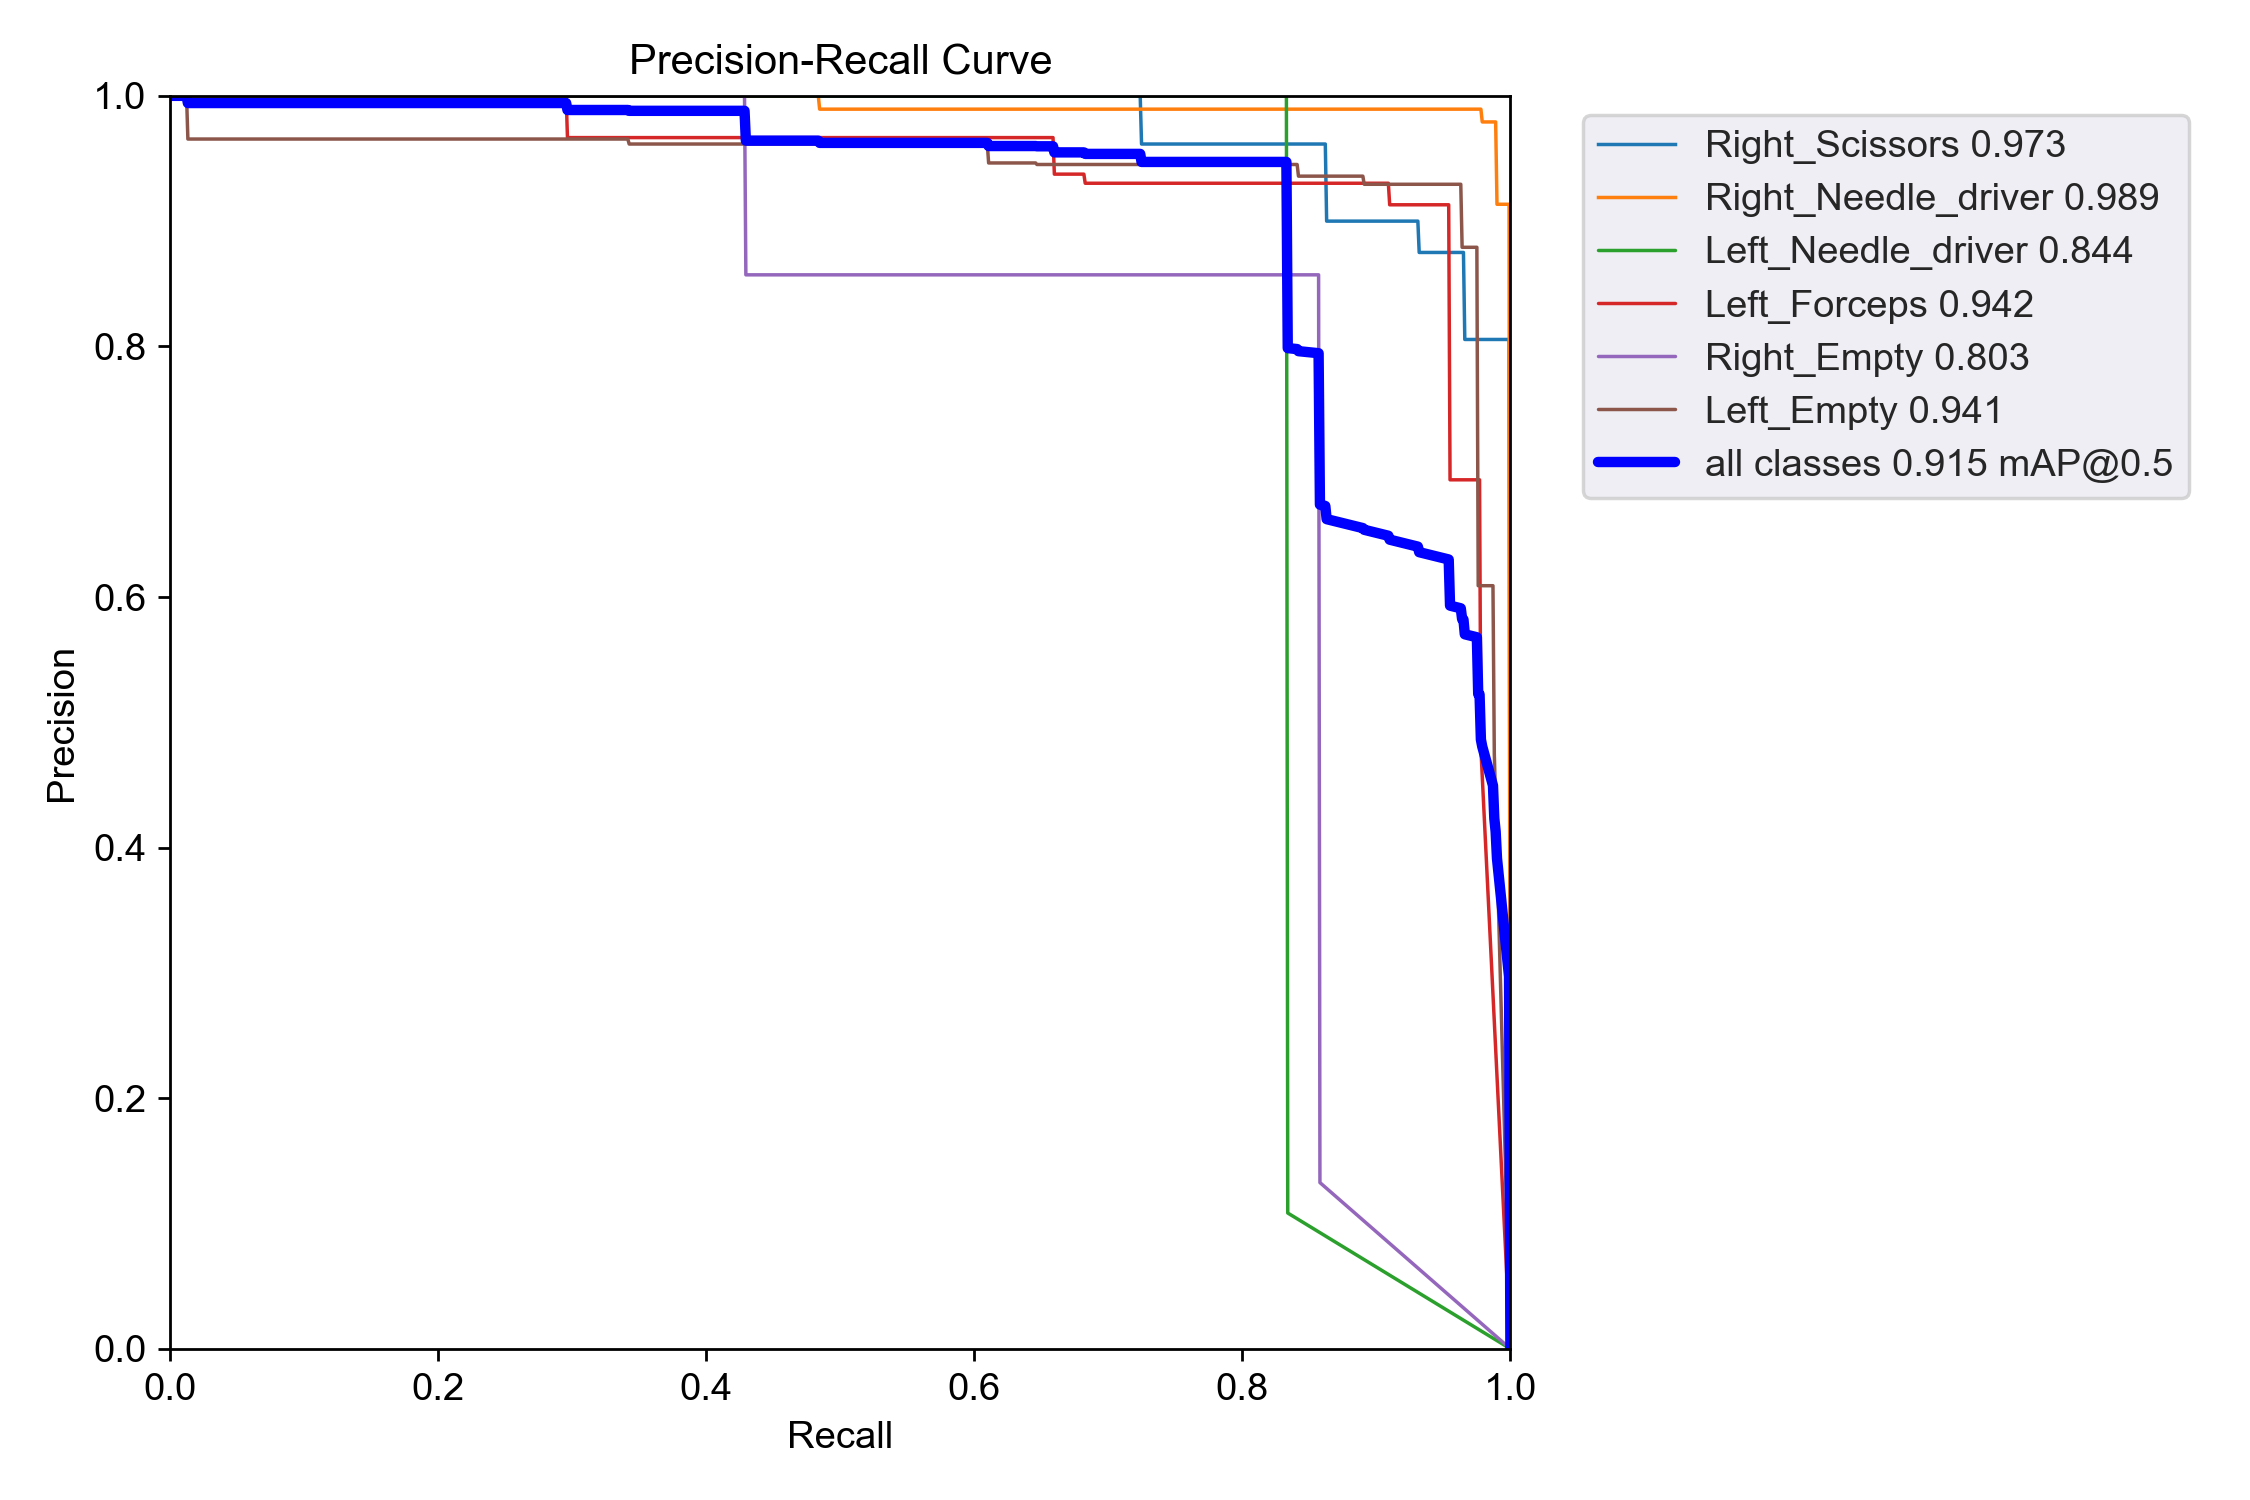 Precision-Recall Curve
1.0
0.8
0.6
0.4
0.2
0.0
Precision
0.0 0.2 0.4 0.6 0.8 1.0
Recall
Right_Scissors 0.973
Right_Needle_driver 0.989
Left_Needle_driver 0.844
Left_Forceps 0.942
Right_Empty 0.803
Left_Empty 0.941
all classes 0.915 mAP@0.5